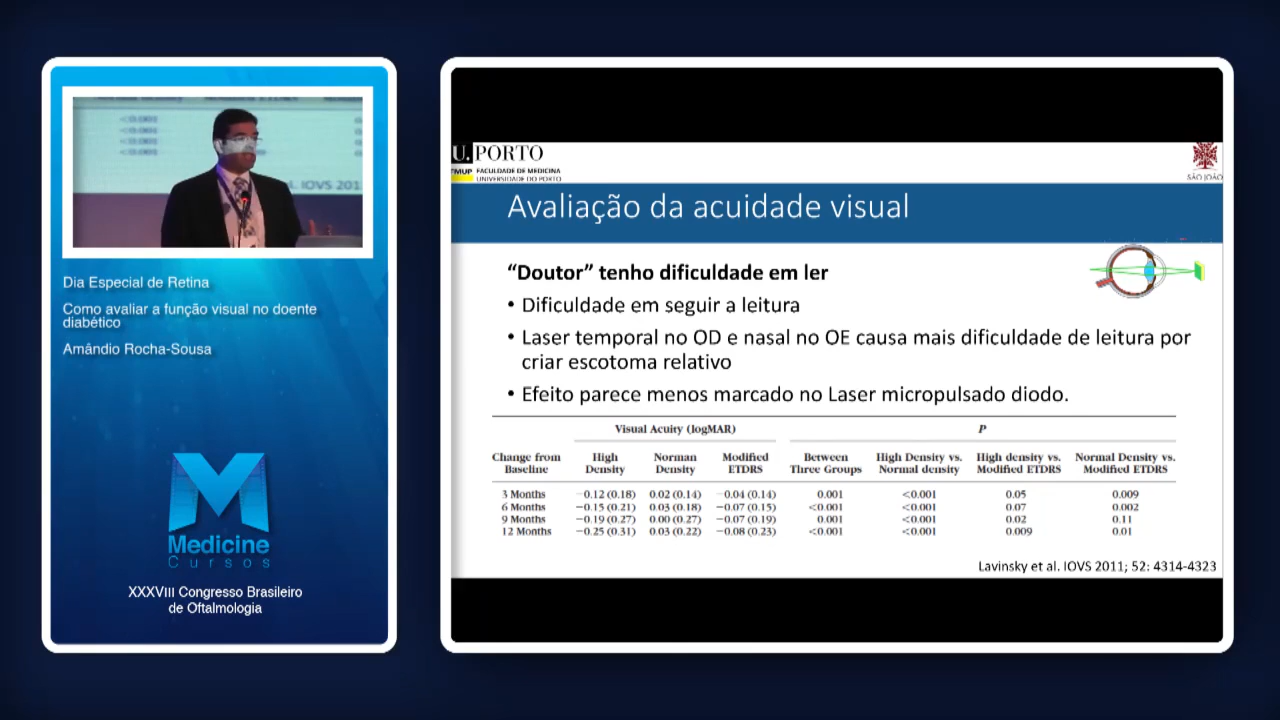 <0.001
<0.001
<0.001
. IOVS 201
Dia Especial de Retina
Como avaliar a função visual no doente
diabético
Amândio Rocha-Sousa
Medicine
Cursos
XXXVIII Congresso Brasileiro
de Oftalmologia
U. PORTO
FMUP FACULDADE DE MEDICINA
UNIVERSIDADE DO PORTO
SÃO JOÃO
Avaliação da acuidade visual
“Doutor” tenho dificuldade em ler
• Dificuldade em seguir a leitura
• Laser temporal no OD e nasal no OE causa mais dificuldade de leitura por
criar escotoma relativo
• Efeito parece menos marcado no Laser micropulsado diodo.
Visual Acuity (logMAR) P
Change from High Norman Modified Between High Density vs. High density vs. Normal Density vs.
Baseline Density Density ETDRS Three Groups Normal density Modified ETDRS Modified ETDRS
3 Months −0.12 (0.18) 0.02 (0.14) −0.04 (0.14) 0.001 <0.001 0.05 0.009
6 Months −0.15 (0.21) 0.03 (0.18) −0.07 (0.15) <0.001 <0.001 0.07 0.002
9 Months −0.19 (0.27) 0.00 (0.27) −0.07 (0.19) 0.001 <0.001 0.02 0.11
12 Months −0.25 (0.31) 0.03 (0.22) −0.08 (0.23) <0.001 <0.001 0.009 0.01
Lavinsky et al. IOVS 2011; 52: 4314-4323